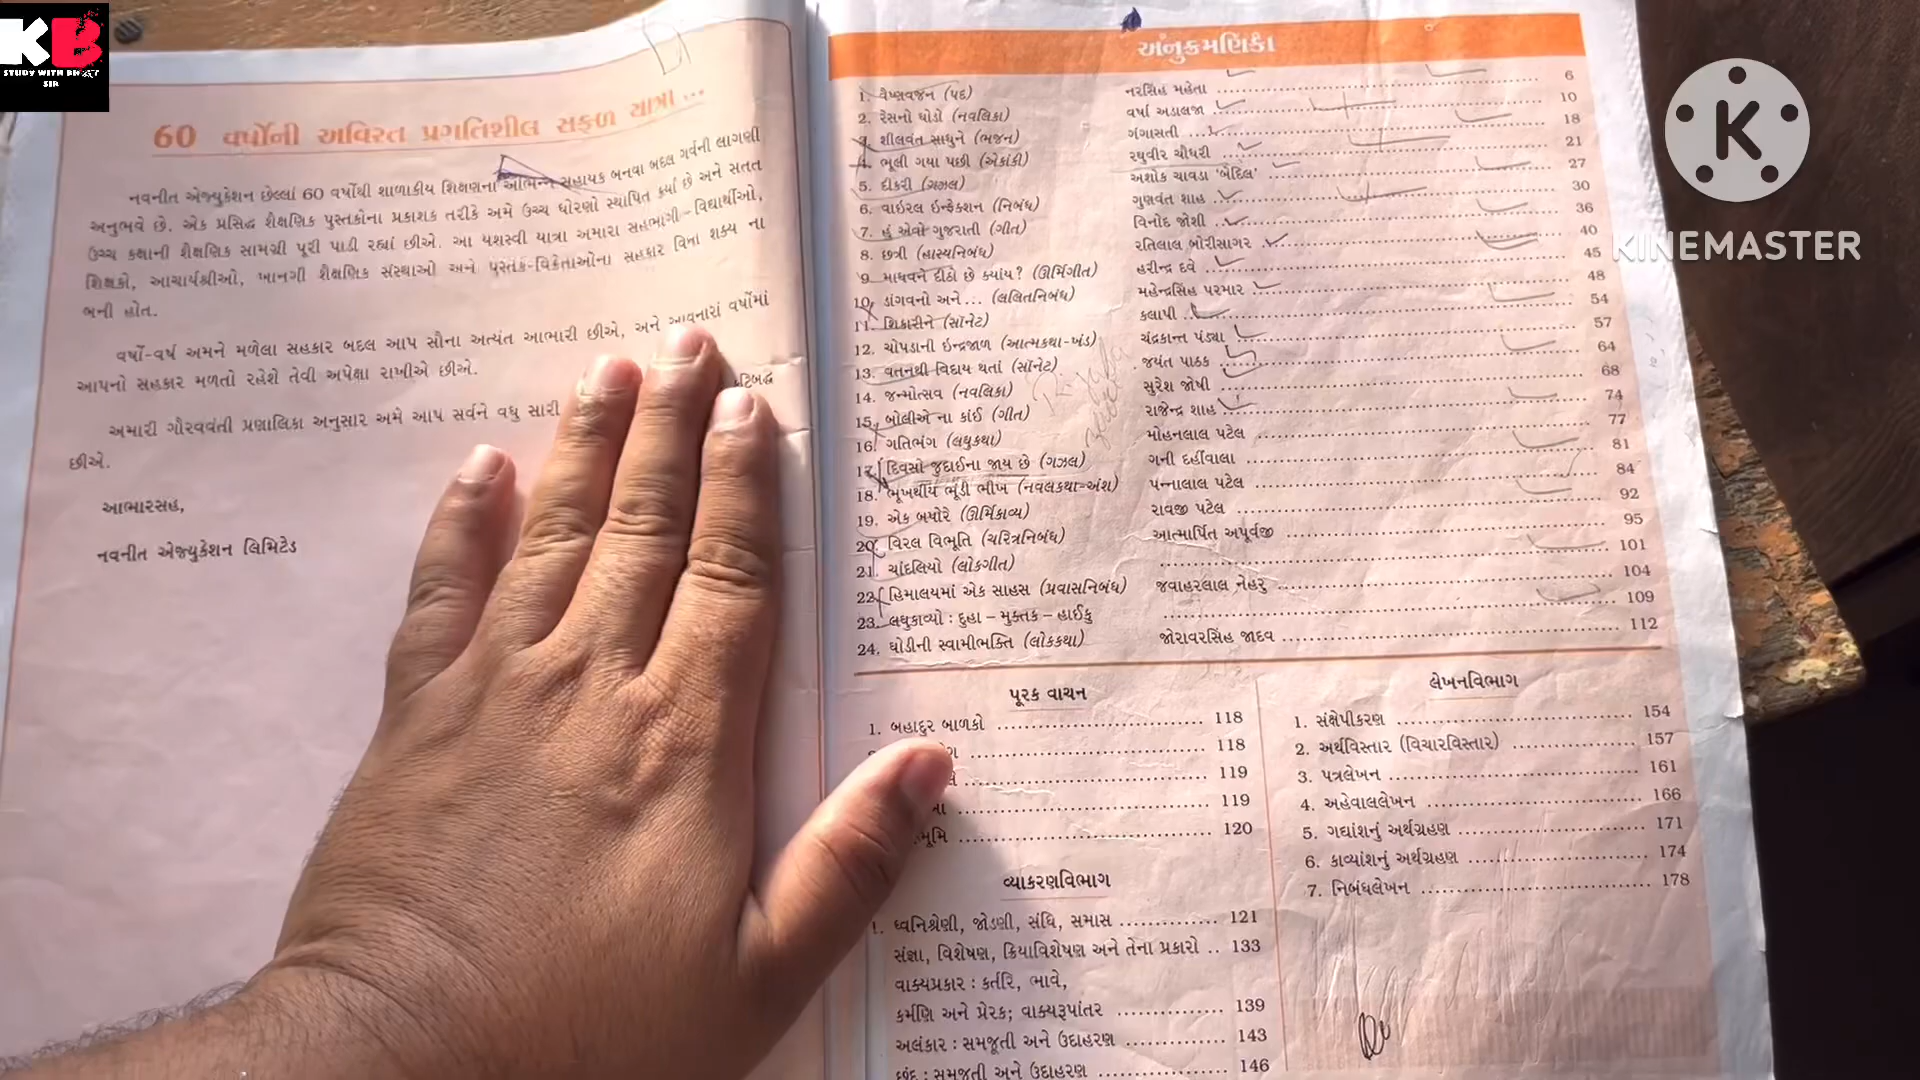 KB
STUDY WITH BHATT
SIR
60 વર્ષોની અવિરત પ્રગતિશીલ સફળ યાત્રા ...
નવનીત એજ્યુકેશન છેલ્લાં 60 વર્ષોથી શાળાકીય શિક્ષણના અભિન્ન સહાયક બનવા બદલ ગર્વની લાગણી
અનુભવે છે. એક પ્રસિદ્ધ શૈક્ષણિક પુસ્તકોના પ્રકાશક તરીકે અમે ઉચ્ચ ધોરણો સ્થાપિત કર્યાં છે અને સતત
ઉચ્ચ કક્ષાની શૈક્ષણિક સામગ્રી પૂરી પાડી રહ્યાં છીએ. આ યશસ્વી યાત્રા અમારા સહભાગી-વિદ્યાર્થીઓ,
શિક્ષકો, આચાર્યશ્રીઓ, ખાનગી શૈક્ષણિક સંસ્થાઓ અને પુસ્તક-વિક્રેતાઓના સહકાર વિના શક્ય ના
બની હોત.
વર્ષો-વર્ષ અમને મળેલા સહકાર બદલ આપ સૌના અત્યંત આભારી છીએ, અને આવનારાં વર્ષોમાં
આપનો સહકાર મળતો રહેશે તેવી અપેક્ષા રાખીએ છીએ.
અમારી ગૌરવવંતી પ્રણાલિકા અનુસાર અમે આપ સર્વને વધુ સારી
છીએ.
આભારસહ,
નવનીત એજ્યુકેશન લિમિટેડ
અનુક્રમણિકા
1. વૈષ્ણવજન (પદ) નરસિંહ મહેતા 6
2. રેસનો ઘોડો (નવલિકા) વર્ષા અડાલજા 10
3. શીલવંત સાધુને (ભજન) ગંગાસતી 18
4. ભૂલી ગયા પછી (એકાંકી) રઘુવીર ચૌધરી 21
5. દીકરી (ગઝલ) અશોક ચાવડા 'બેદિલ' 27
6. વાઇરલ ઇન્ફેક્શન (નિબંધ) ગુણવંત શાહ 30
7. હું એવો ગુજરાતી (ગીત) વિનોદ જોશી 36
8. છત્રી (હાસ્યનિબંધ) રતિલાલ બોરીસાગર 40
9. માધવને દીઠો છે ક્યાંય? (ઊર્મિગીત) હરીન્દ્ર દવે 45
10. ડાંગવનો અને... (લલિતનિબંધ) મહેન્દ્રસિંહ પરમાર 48
11. શિકારીને (સૉનેટ) કલાપી 54
12. ચોપડાની ઇન્દ્રજાળ (આત્મકથા-ખંડ) ચંદ્રકાન્ત પંડ્યા 57
13. વતનથી વિદાય થતાં (સૉનેટ) જયંત પાઠક 64
14. જન્મોત્સવ (નવલિકા) સુરેશ જોષી 68
15. બોલીએ ના કાંઈ (ગીત) રાજેન્દ્ર શાહ 74
16. ગતિભંગ (લઘુકથા) મોહનલાલ પટેલ 77
17. દિવસો જુદાઈના જાય છે (ગઝલ) ગની દહીંવાલા 81
18. ભૂખથીય ભૂંડી ભીખ (નવલકથા-અંશ) પન્નાલાલ પટેલ 84
19. એક બપોરે (ઊર્મિકાવ્ય) રાવજી પટેલ 92
20. વિરલ વિભૂતિ (ચરિત્રનિબંધ) આત્માર્પિત અપૂર્વજી 95
21. ચાંદલિયો (લોકગીત) 101
22. હિમાલયમાં એક સાહસ (પ્રવાસનિબંધ) જવાહરલાલ નેહરુ 104
23. લઘુકાવ્યો : દુહા – મુક્તક – હાઈકુ 109
24. ઘોડીની સ્વામીભક્તિ (લોકકથા) જોરાવરસિંહ જાદવ 112
પૂરક વાચન
1. બહાદુર બાળકો 118
118
119
119
ભૂમિ 120
વ્યાકરણવિભાગ
1. ધ્વનિશ્રેણી, જોડણી, સંધિ, સમાસ 121
સંજ્ઞા, વિશેષણ, ક્રિયાવિશેષણ અને તેના પ્રકારો 133
વાક્યપ્રકાર : કર્તરિ, ભાવે,
કર્મણિ અને પ્રેરક; વાક્યરૂપાંતર 139
અલંકાર : સમજૂતી અને ઉદાહરણ 143
છંદ : સમજૂતી અને ઉદાહરણ 146
લેખનવિભાગ
1. સંક્ષેપીકરણ 154
2. અર્થવિસ્તાર (વિચારવિસ્તાર) 157
3. પત્રલેખન 161
4. અહેવાલલેખન 166
5. ગદ્યાંશનું અર્થગ્રહણ 171
6. કાવ્યાંશનું અર્થગ્રહણ 174
7. નિબંધલેખન 178
K
KINEMASTER